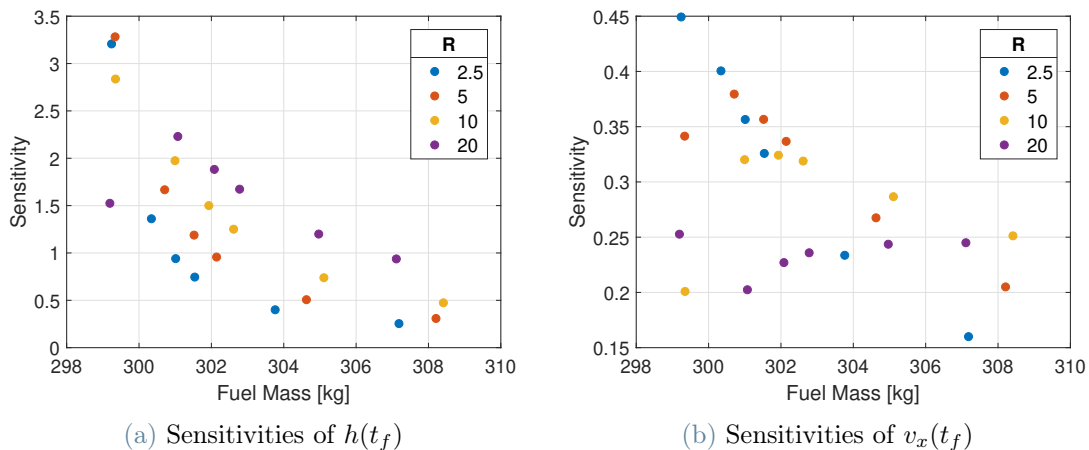 3.5
3
2.5
2
1.5
1
0.5
0
Sensitivity
298 300 302 304 306 308 310
Fuel Mass [kg]
R
2.5
5
10
20
(a) Sensitivities of h(t_f)
0.45
0.4
0.35
0.3
0.25
0.2
0.15
Sensitivity
298 300 302 304 306 308 310
Fuel Mass [kg]
R
2.5
5
10
20
(b) Sensitivities of v_x(t_f)